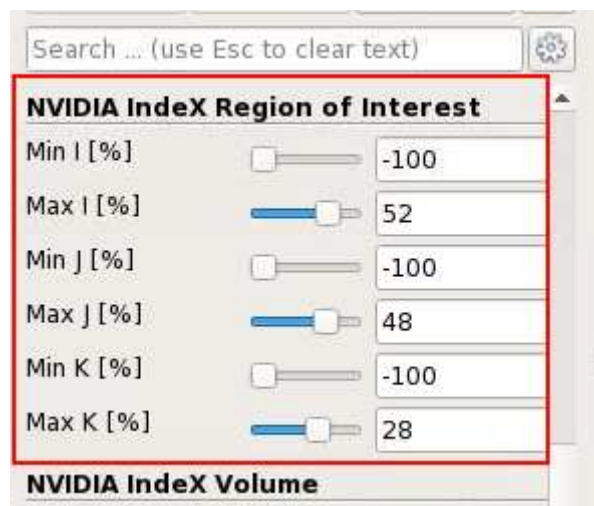 Search ... (use Esc to clear text)
NVIDIA IndeX Region of Interest
Min I [%] -100
Max I [%] 52
Min J [%] -100
Max J [%] 48
Min K [%] -100
Max K [%] 28
NVIDIA IndeX Volume